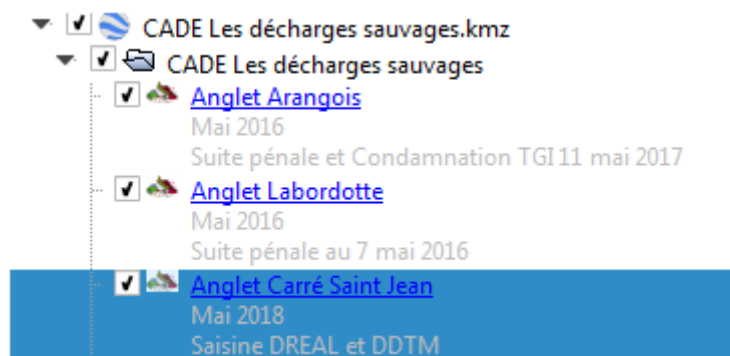 CADE Les décharges sauvages.kmz
CADE Les décharges sauvages
Anglet Arangois
Mai 2016
Suite pénale et Condamnation TGI 11 mai 2017
Anglet Labordotte
Mai 2016
Suite pénale au 7 mai 2016
Anglet Carré Saint Jean
Mai 2018
Saisine DREAL et DDTM